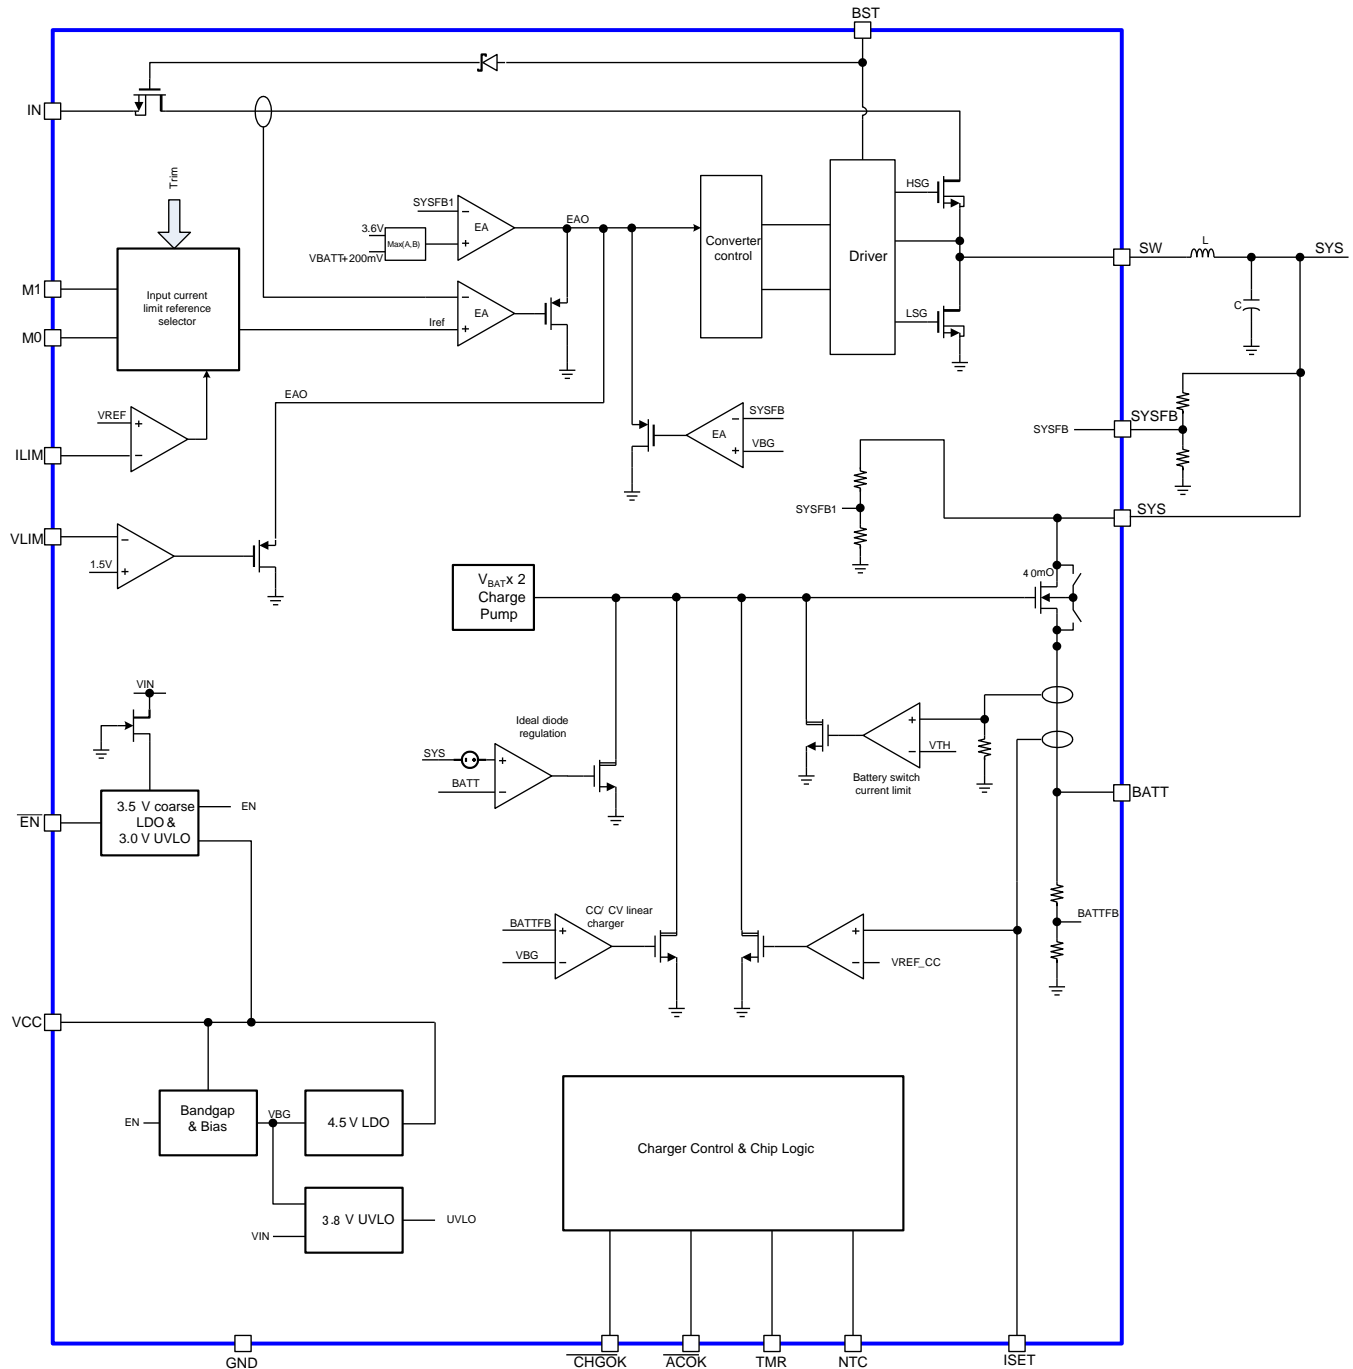 BST
IN
Trim
SYSFB1
3.6V
Max(A,B)
VBATT+200mV
EA
EAO
Converter
control
Driver
HSG
LSG
SW
L
SYS
C
M1
M0
Input current
limit reference
selector
Iref
EA
EAO
VREF
ILIM
SYSFB
EA
VBG
SYSFB
SYSFB
SYSFB1
SYS
VLIM
1.5V
VBAT x 2
Charge
Pump
40mO
VIN
Ideal diode
regulation
SYS
BATT
VTH
Battery switch
current limit
BATT
EN
3.5 V coarse
LDO &
3.0 V UVLO
EN
CC/ CV linear
charger
BATTFB
VBG
VREF_CC
BATTFB
VCC
EN
Bandgap
& Bias
VBG
4.5 V LDO
3.8 V UVLO
VIN
UVLO
Charger Control & Chip Logic
GND
CHGOK
ACOK
TMR
NTC
ISET